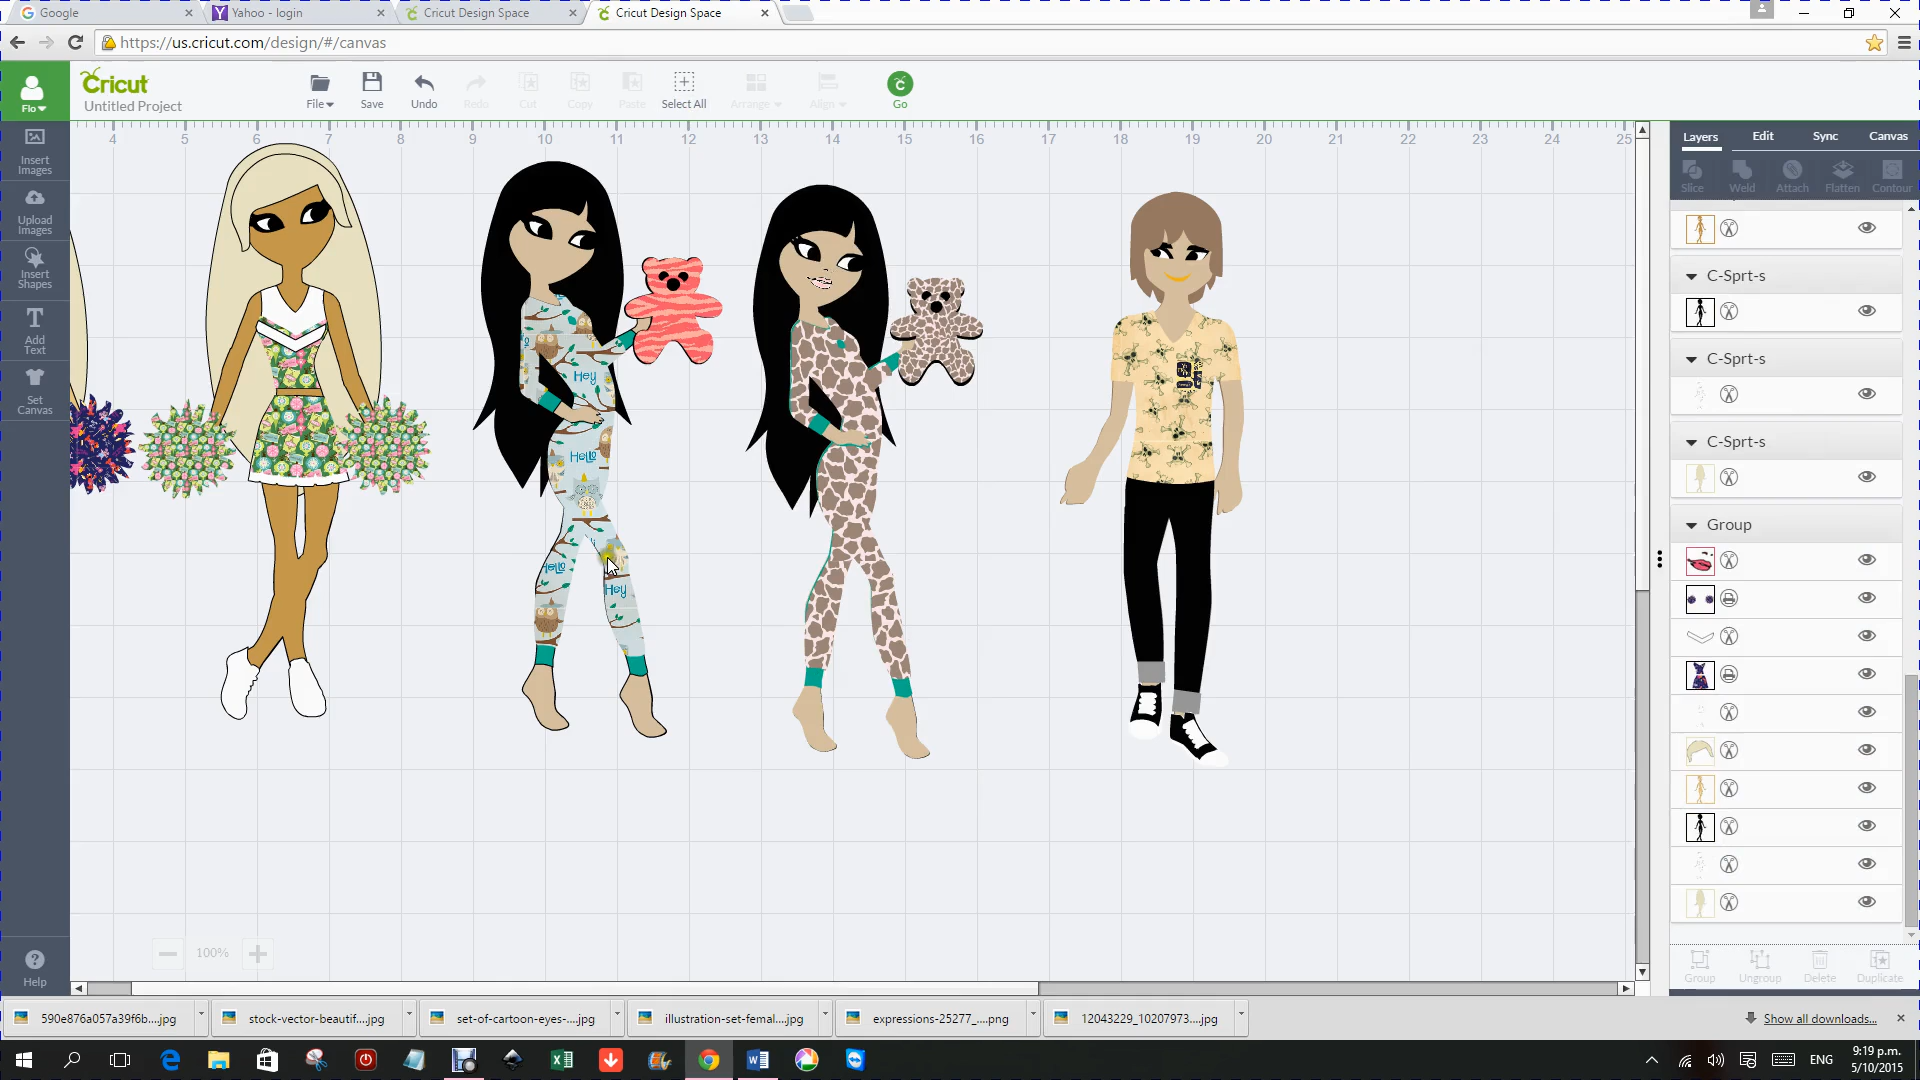 Google
Yahoo - login
Cricut Design Space
Cricut Design Space
https://us.cricut.com/design/#/canvas
Flo
Cricut
Untitled Project
File
Save
Undo
Redo
Cut
Copy
Paste
Select All
Arrange
Align
Go
4 5 6 7 8 9 10 11 12 13 14 15 16 17 18 19 20 21 22 23 24 25
Layers Edit Sync Canvas
Slice Weld Attach Flatten Contour
Insert
Images
Upload
Images
Insert
Shapes
Add
Text
Set
Canvas
Hey
Hello
Hello
Hey
C-Sprt-s
C-Sprt-s
C-Sprt-s
Group
100%
Help
Group Ungroup Delete Duplicate
590e876a057a39f6b....jpg
stock-vector-beautif....jpg
set-of-cartoon-eyes-....jpg
illustration-set-femal....jpg
expressions-25277_....png
12043229_10207973....jpg
Show all downloads...
ENG
9:19 p.m.
5/10/2015